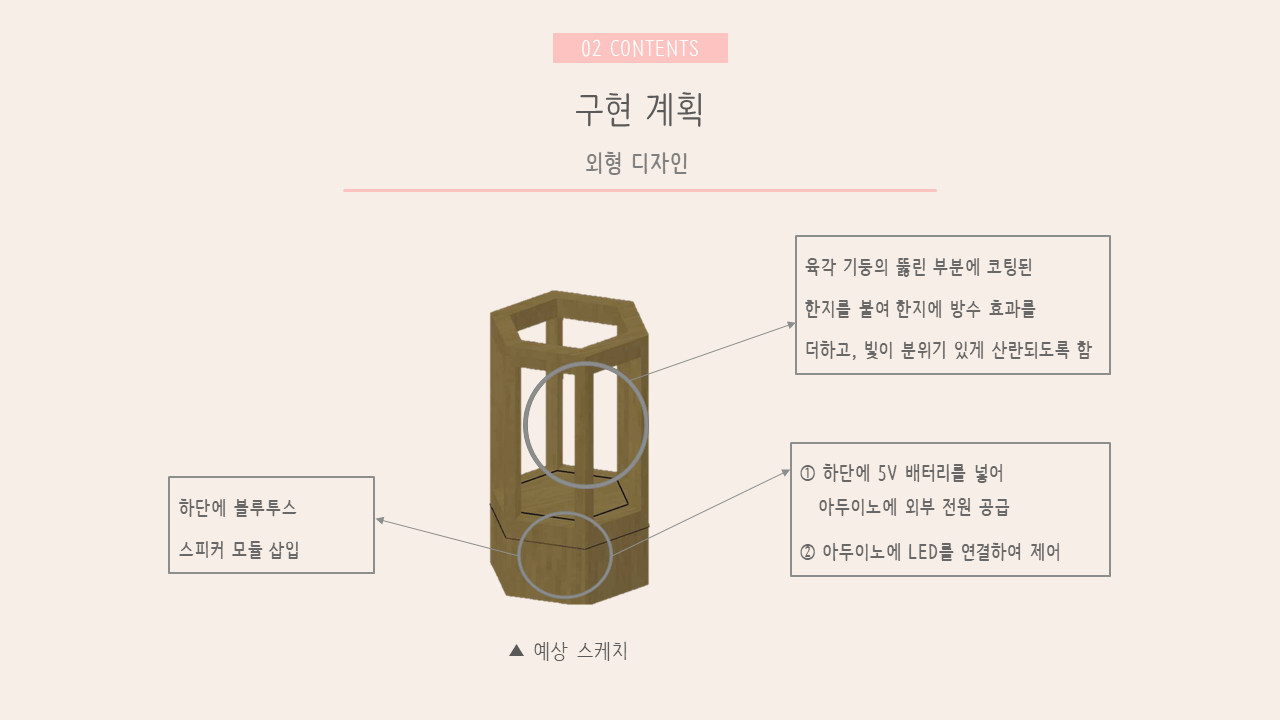 02 CONTENTS
구현 계획
외형 디자인
육각 기둥의 뚫린 부분에 코팅된
한지를 붙여 한지에 방수 효과를
더하고, 빛이 분위기 있게 산란되도록 함
① 하단에 5V 배터리를 넣어
아두이노에 외부 전원 공급
② 아두이노에 LED를 연결하여 제어
하단에 블루투스
스피커 모듈 삽입
▲ 예상 스케치